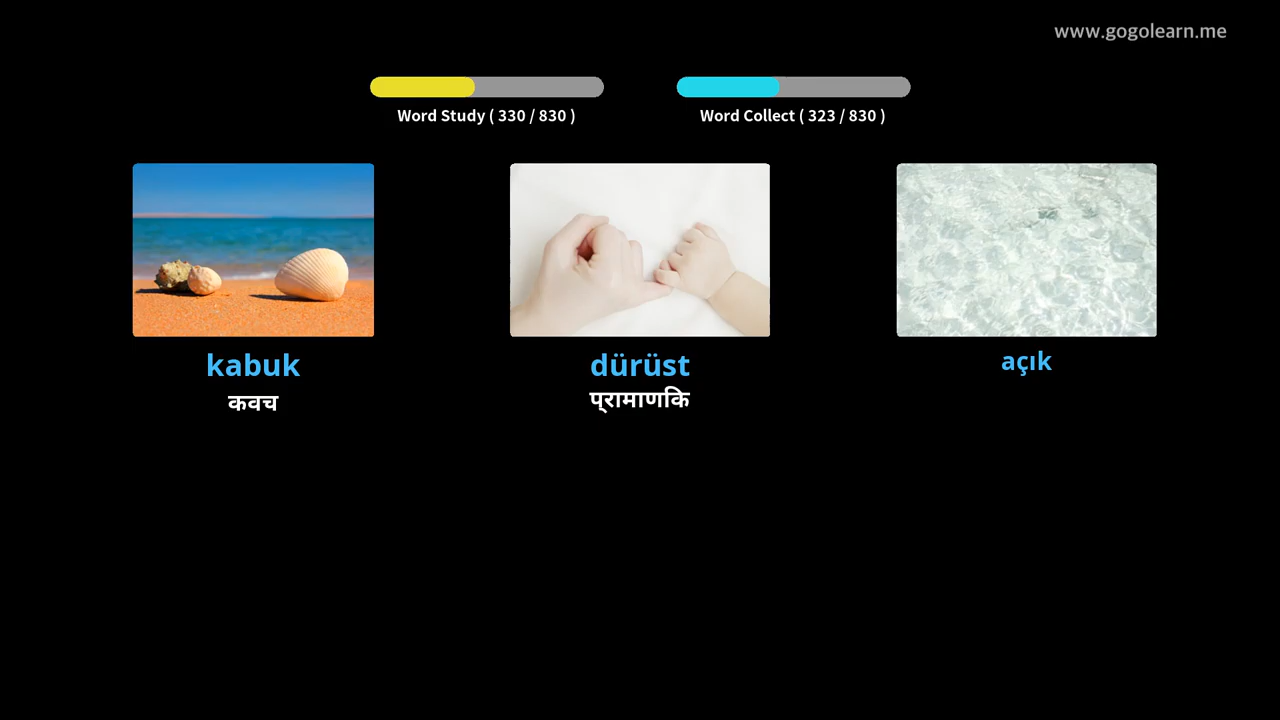 www.gogolearn.me
Word Study ( 330 / 830 )
Word Collect ( 323 / 830 )
kabuk
कवच
dürüst
प्रामाणकि
açık